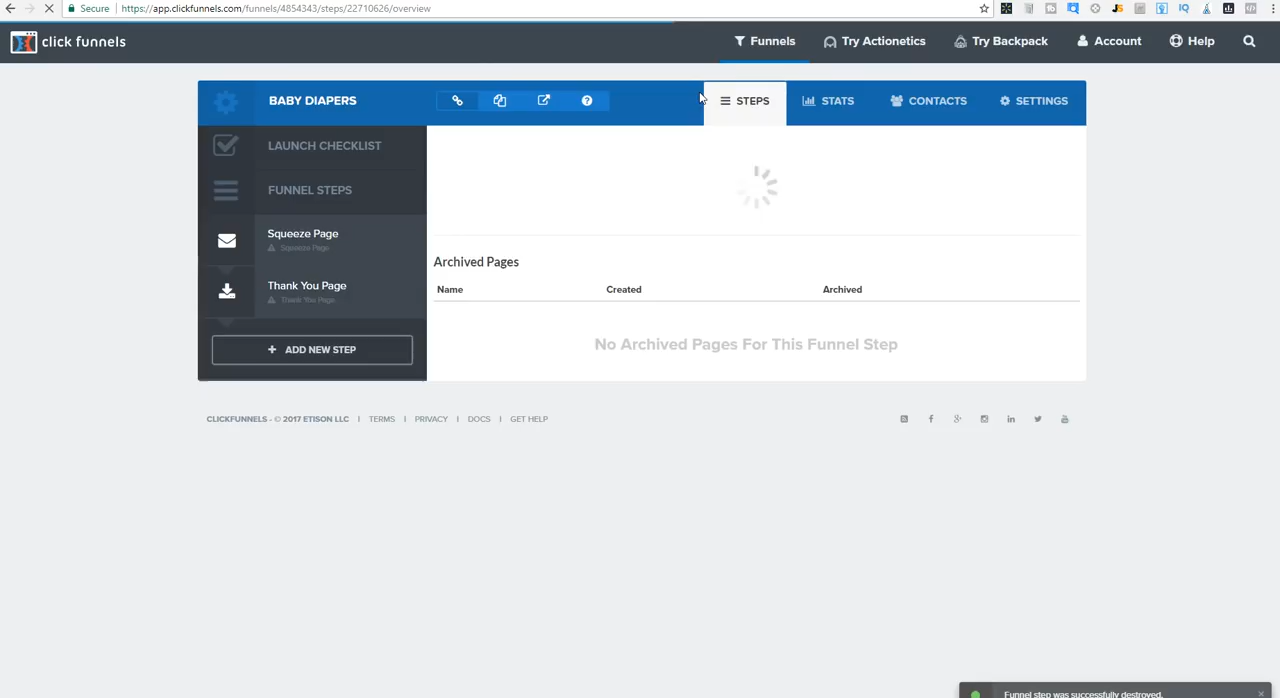 Secure
https://app.clickfunnels.com/funnels/4854343/steps/22710626/overview
click funnels
Funnels
Try Actionetics
Try Backpack
Account
Help
BABY DIAPERS
STEPS
STATS
CONTACTS
SETTINGS
LAUNCH CHECKLIST
FUNNEL STEPS
Squeeze Page
Squeeze Page
Thank You Page
Thank You Page
+ ADD NEW STEP
Archived Pages
Name Created Archived
No Archived Pages For This Funnel Step
CLICKFUNNELS - © 2017 ETISON LLC | TERMS | PRIVACY | DOCS | GET HELP
Funnel step was successfully destroyed.